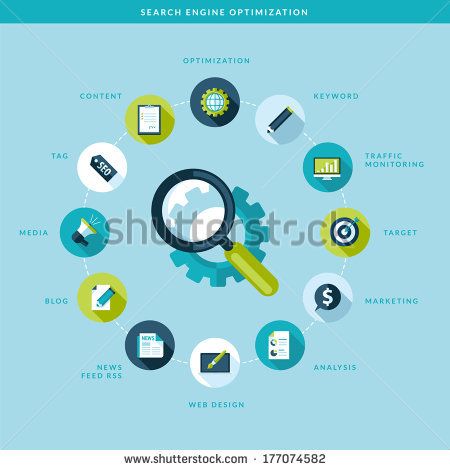 SEARCH ENGINE OPTIMIZATION
OPTIMIZATION
CONTENT
KEYWORD
TAG
SEO
TRAFFIC
MONITORING
MEDIA
shutterstock
TARGET
BLOG
$
MARKETING
NEWS
NEWS
FEED RSS
ANALYSIS
WEB DESIGN
www.shutterstock.com · 177074582